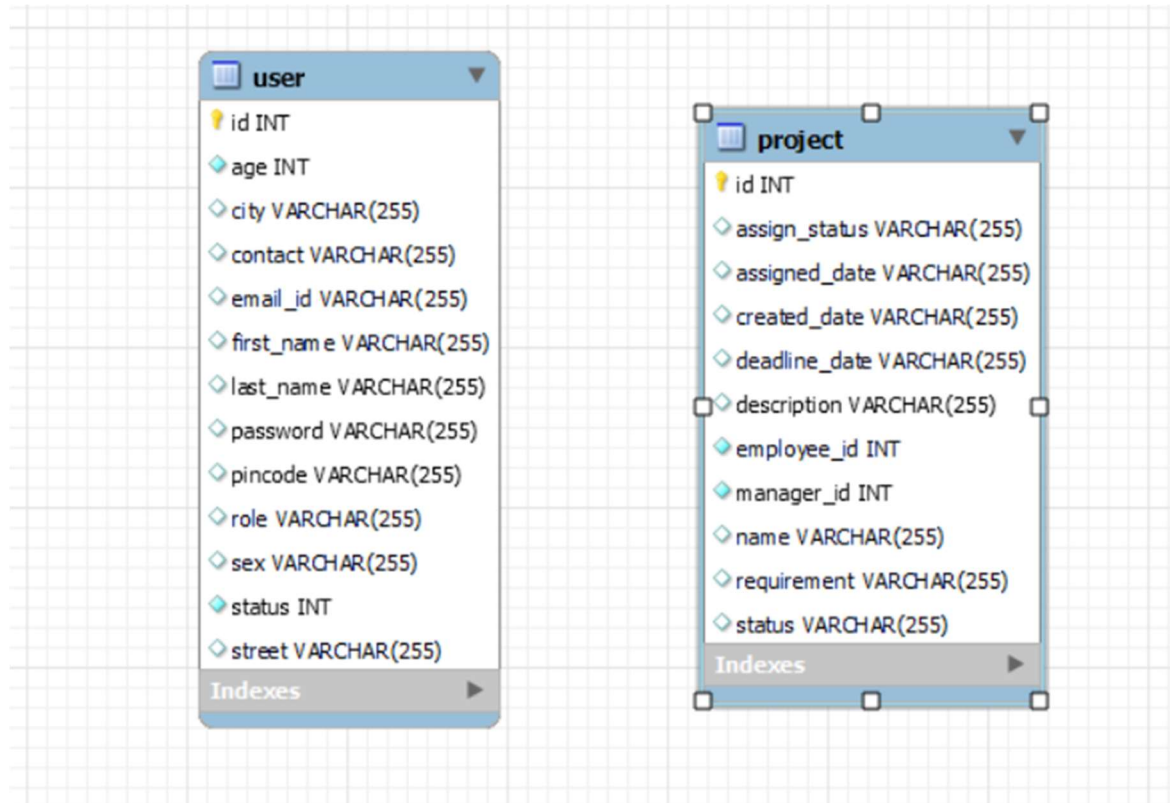 user
id INT
age INT
city VARCHAR(255)
contact VARCHAR(255)
email_id VARCHAR(255)
first_name VARCHAR(255)
last_name VARCHAR(255)
password VARCHAR(255)
pincode VARCHAR(255)
role VARCHAR(255)
sex VARCHAR(255)
status INT
street VARCHAR(255)
Indexes
project
id INT
assign_status VARCHAR(255)
assigned_date VARCHAR(255)
created_date VARCHAR(255)
deadline_date VARCHAR(255)
description VARCHAR(255)
employee_id INT
manager_id INT
name VARCHAR(255)
requirement VARCHAR(255)
status VARCHAR(255)
Indexes